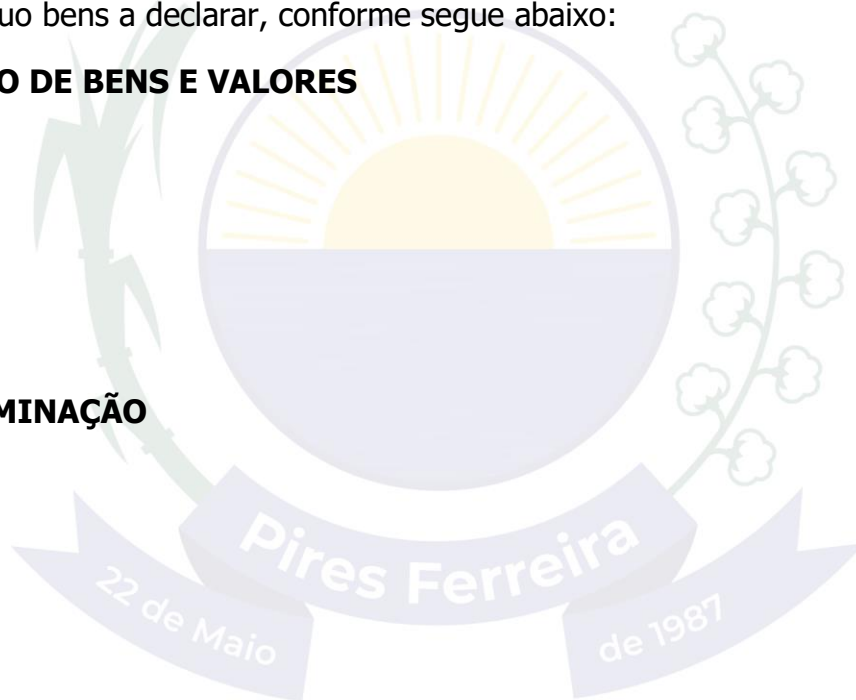 uo bens a declarar, conforme segue abaixo:
O DE BENS E VALORES
MINAÇÃO
Pires Ferreira
22 de Maio
de 1987